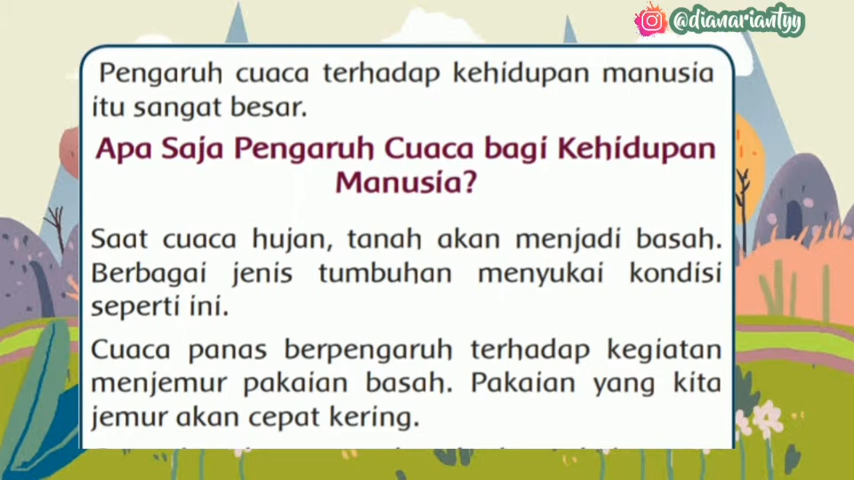 @dianariantyy
Pengaruh cuaca terhadap kehidupan manusia
itu sangat besar.
Apa Saja Pengaruh Cuaca bagi Kehidupan
Manusia?
Saat cuaca hujan, tanah akan menjadi basah.
Berbagai jenis tumbuhan menyukai kondisi
seperti ini.
Cuaca panas berpengaruh terhadap kegiatan
menjemur pakaian basah. Pakaian yang kita
jemur akan cepat kering.